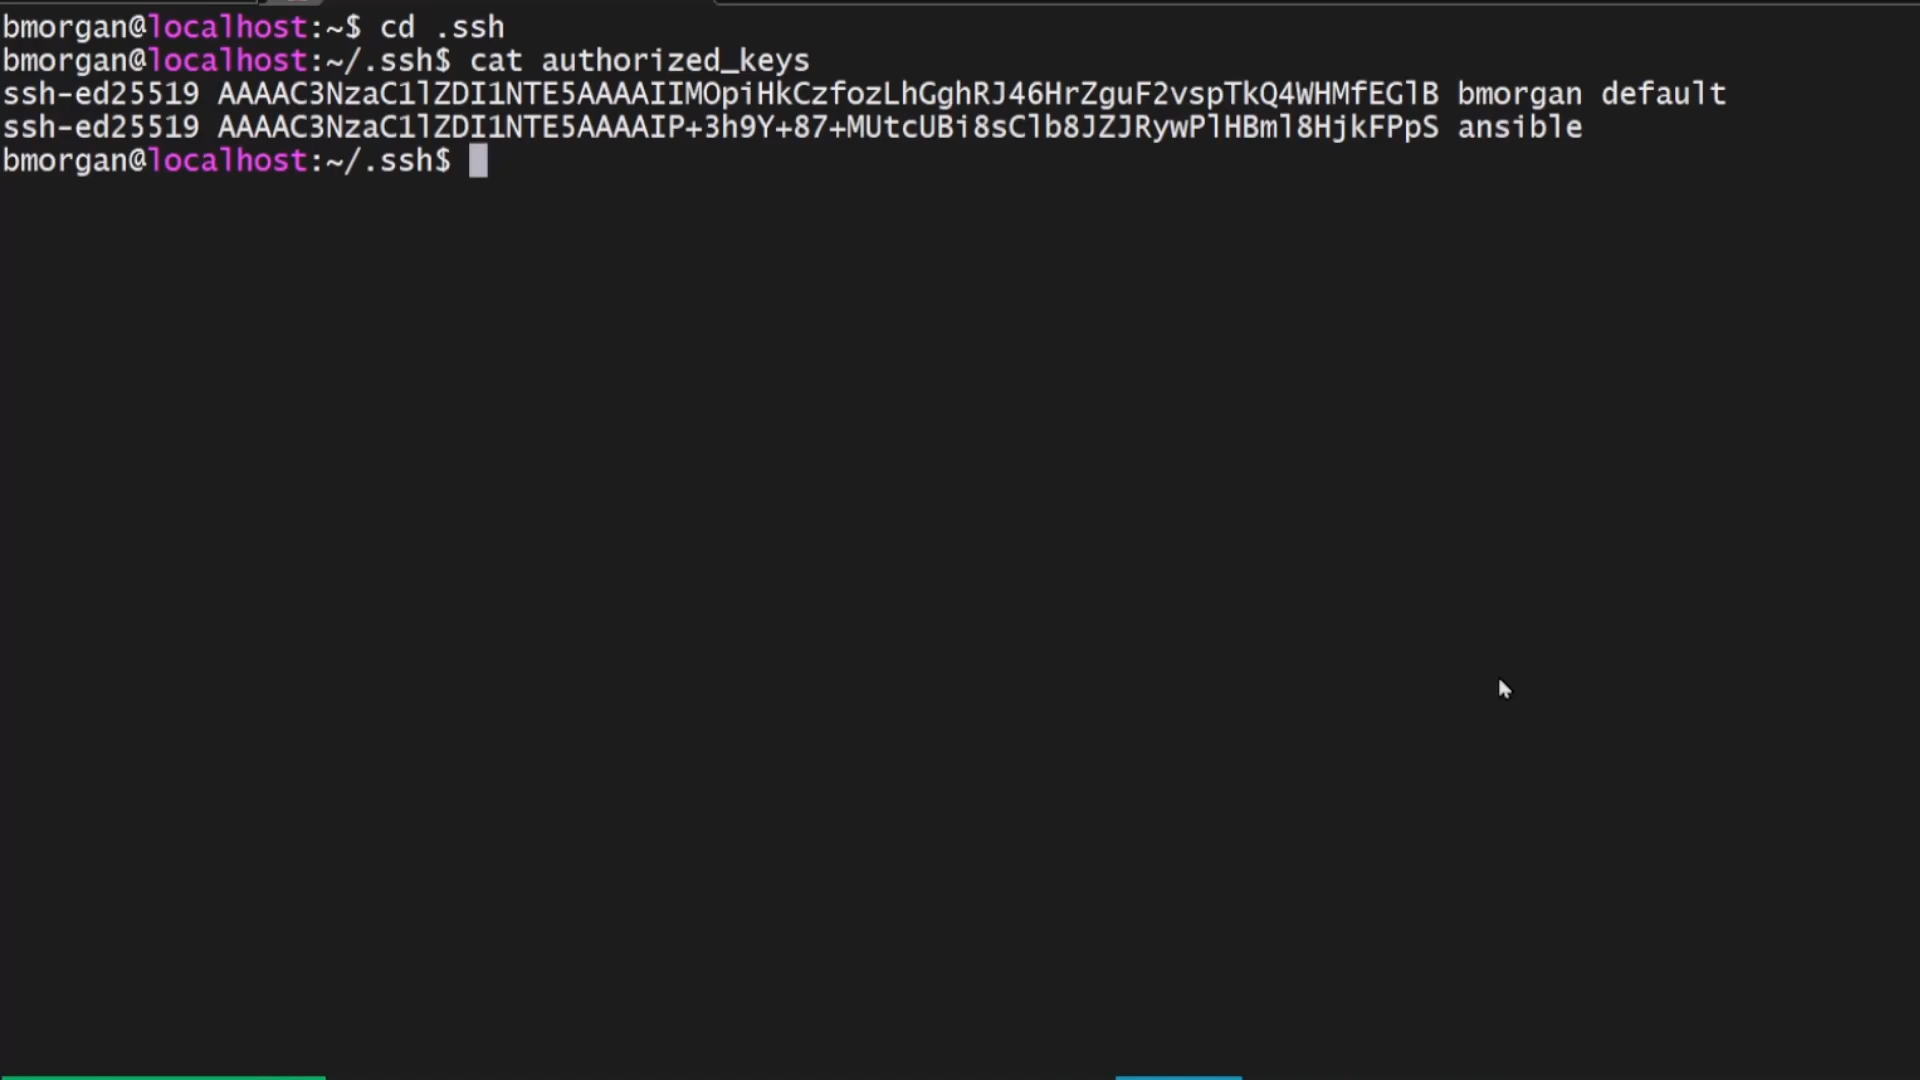 bmorgan@localhost:~$ cd .ssh
bmorgan@localhost:~/.ssh$ cat authorized_keys
ssh-ed25519 AAAAC3NzaC1lZDI1NTE5AAAAIIMOpiHkCzfozLhGghRJ46HrZguF2vspTkQ4WHMfEGlB bmorgan default
ssh-ed25519 AAAAC3NzaC1lZDI1NTE5AAAAIP+3h9Y+87+MUtcUBi8sClb8JZJRywPlHBml8HjkFPpS ansible
bmorgan@localhost:~/.ssh$